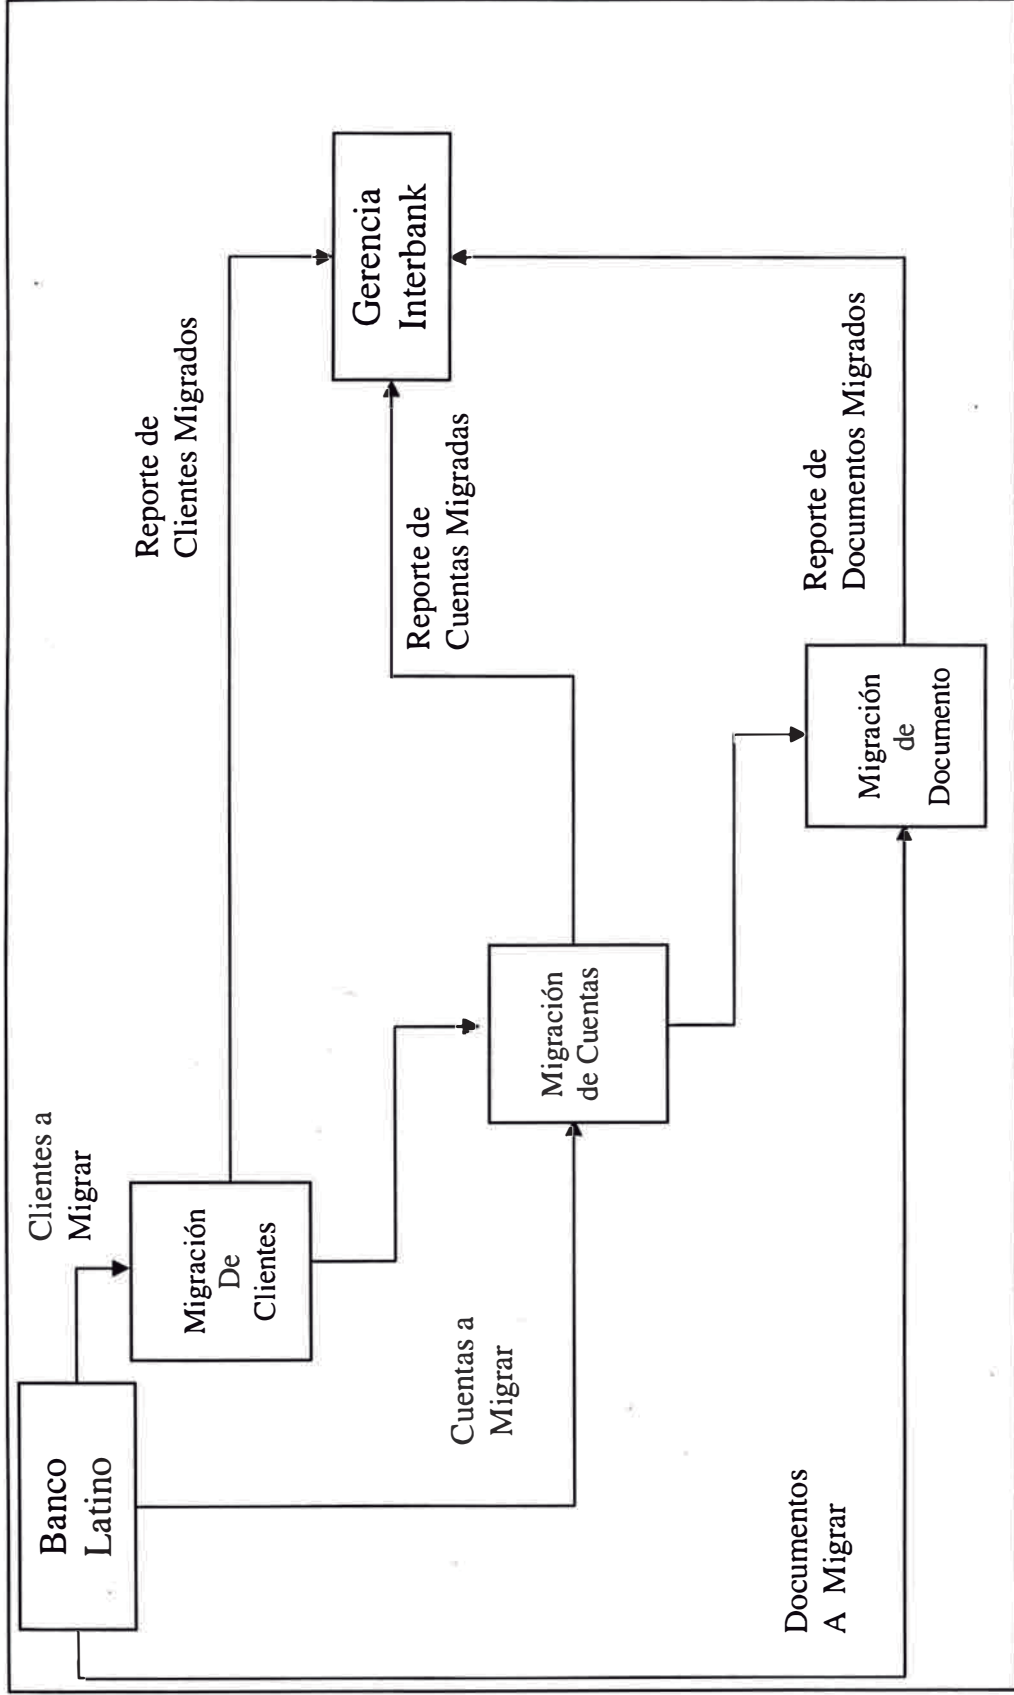 Banco
Latino
Clientes a
Migrar
Migración
De
Clientes
Reporte de
Clientes Migrados
Gerencia
Interbank
Cuentas a
Migrar
Migración
de Cuentas
Reporte de
Cuentas Migradas
Documentos
A Migrar
Migración
de
Documento
Reporte de
Documentos Migrados